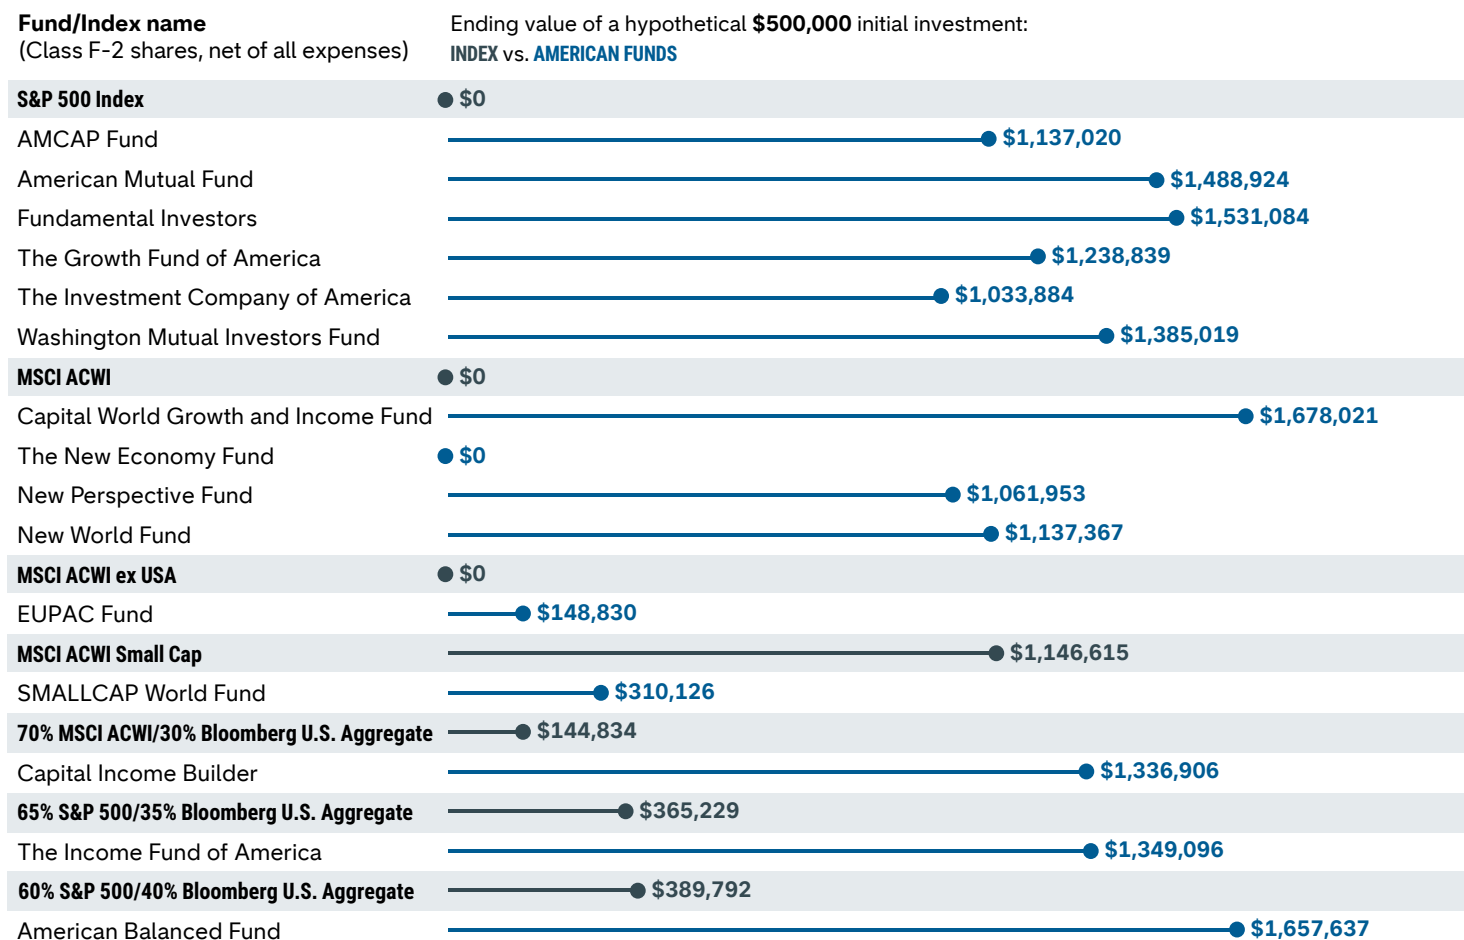 Fund/Index name
(Class F-2 shares, net of all expenses)
Ending value of a hypothetical $500,000 initial investment:
INDEX vs. AMERICAN FUNDS
S&P 500 Index $0
AMCAP Fund $1,137,020
American Mutual Fund $1,488,924
Fundamental Investors $1,531,084
The Growth Fund of America $1,238,839
The Investment Company of America $1,033,884
Washington Mutual Investors Fund $1,385,019
MSCI ACWI $0
Capital World Growth and Income Fund $1,678,021
The New Economy Fund $0
New Perspective Fund $1,061,953
New World Fund $1,137,367
MSCI ACWI ex USA $0
EUPAC Fund $148,830
MSCI ACWI Small Cap $1,146,615
SMALLCAP World Fund $310,126
70% MSCI ACWI/30% Bloomberg U.S. Aggregate $144,834
Capital Income Builder $1,336,906
65% S&P 500/35% Bloomberg U.S. Aggregate $365,229
The Income Fund of America $1,349,096
60% S&P 500/40% Bloomberg U.S. Aggregate $389,792
American Balanced Fund $1,657,637